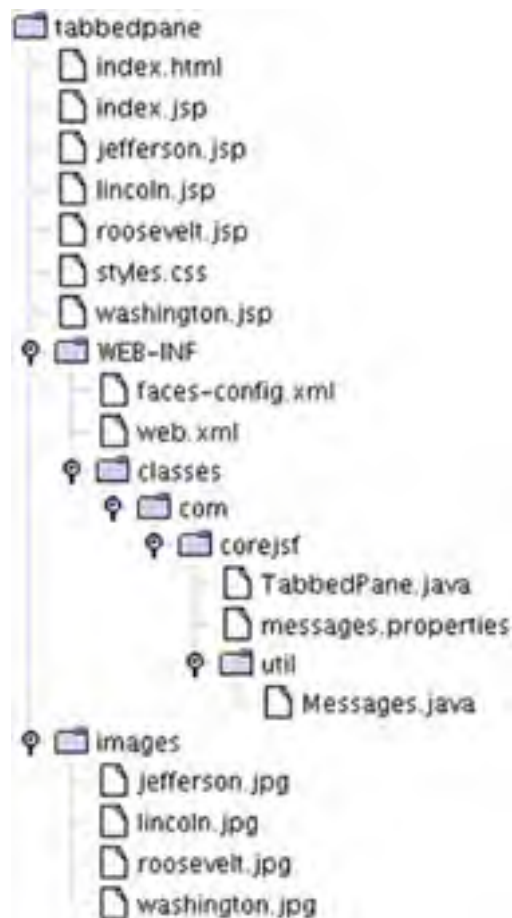 tabbedpane
index.html
index.jsp
jefferson.jsp
lincoln.jsp
roosevelt.jsp
styles.css
washington.jsp
WEB-INF
faces-config.xml
web.xml
classes
com
corejsf
TabbedPane.java
messages.properties
util
Messages.java
images
jefferson.jpg
lincoln.jpg
roosevelt.jpg
washington.jpg